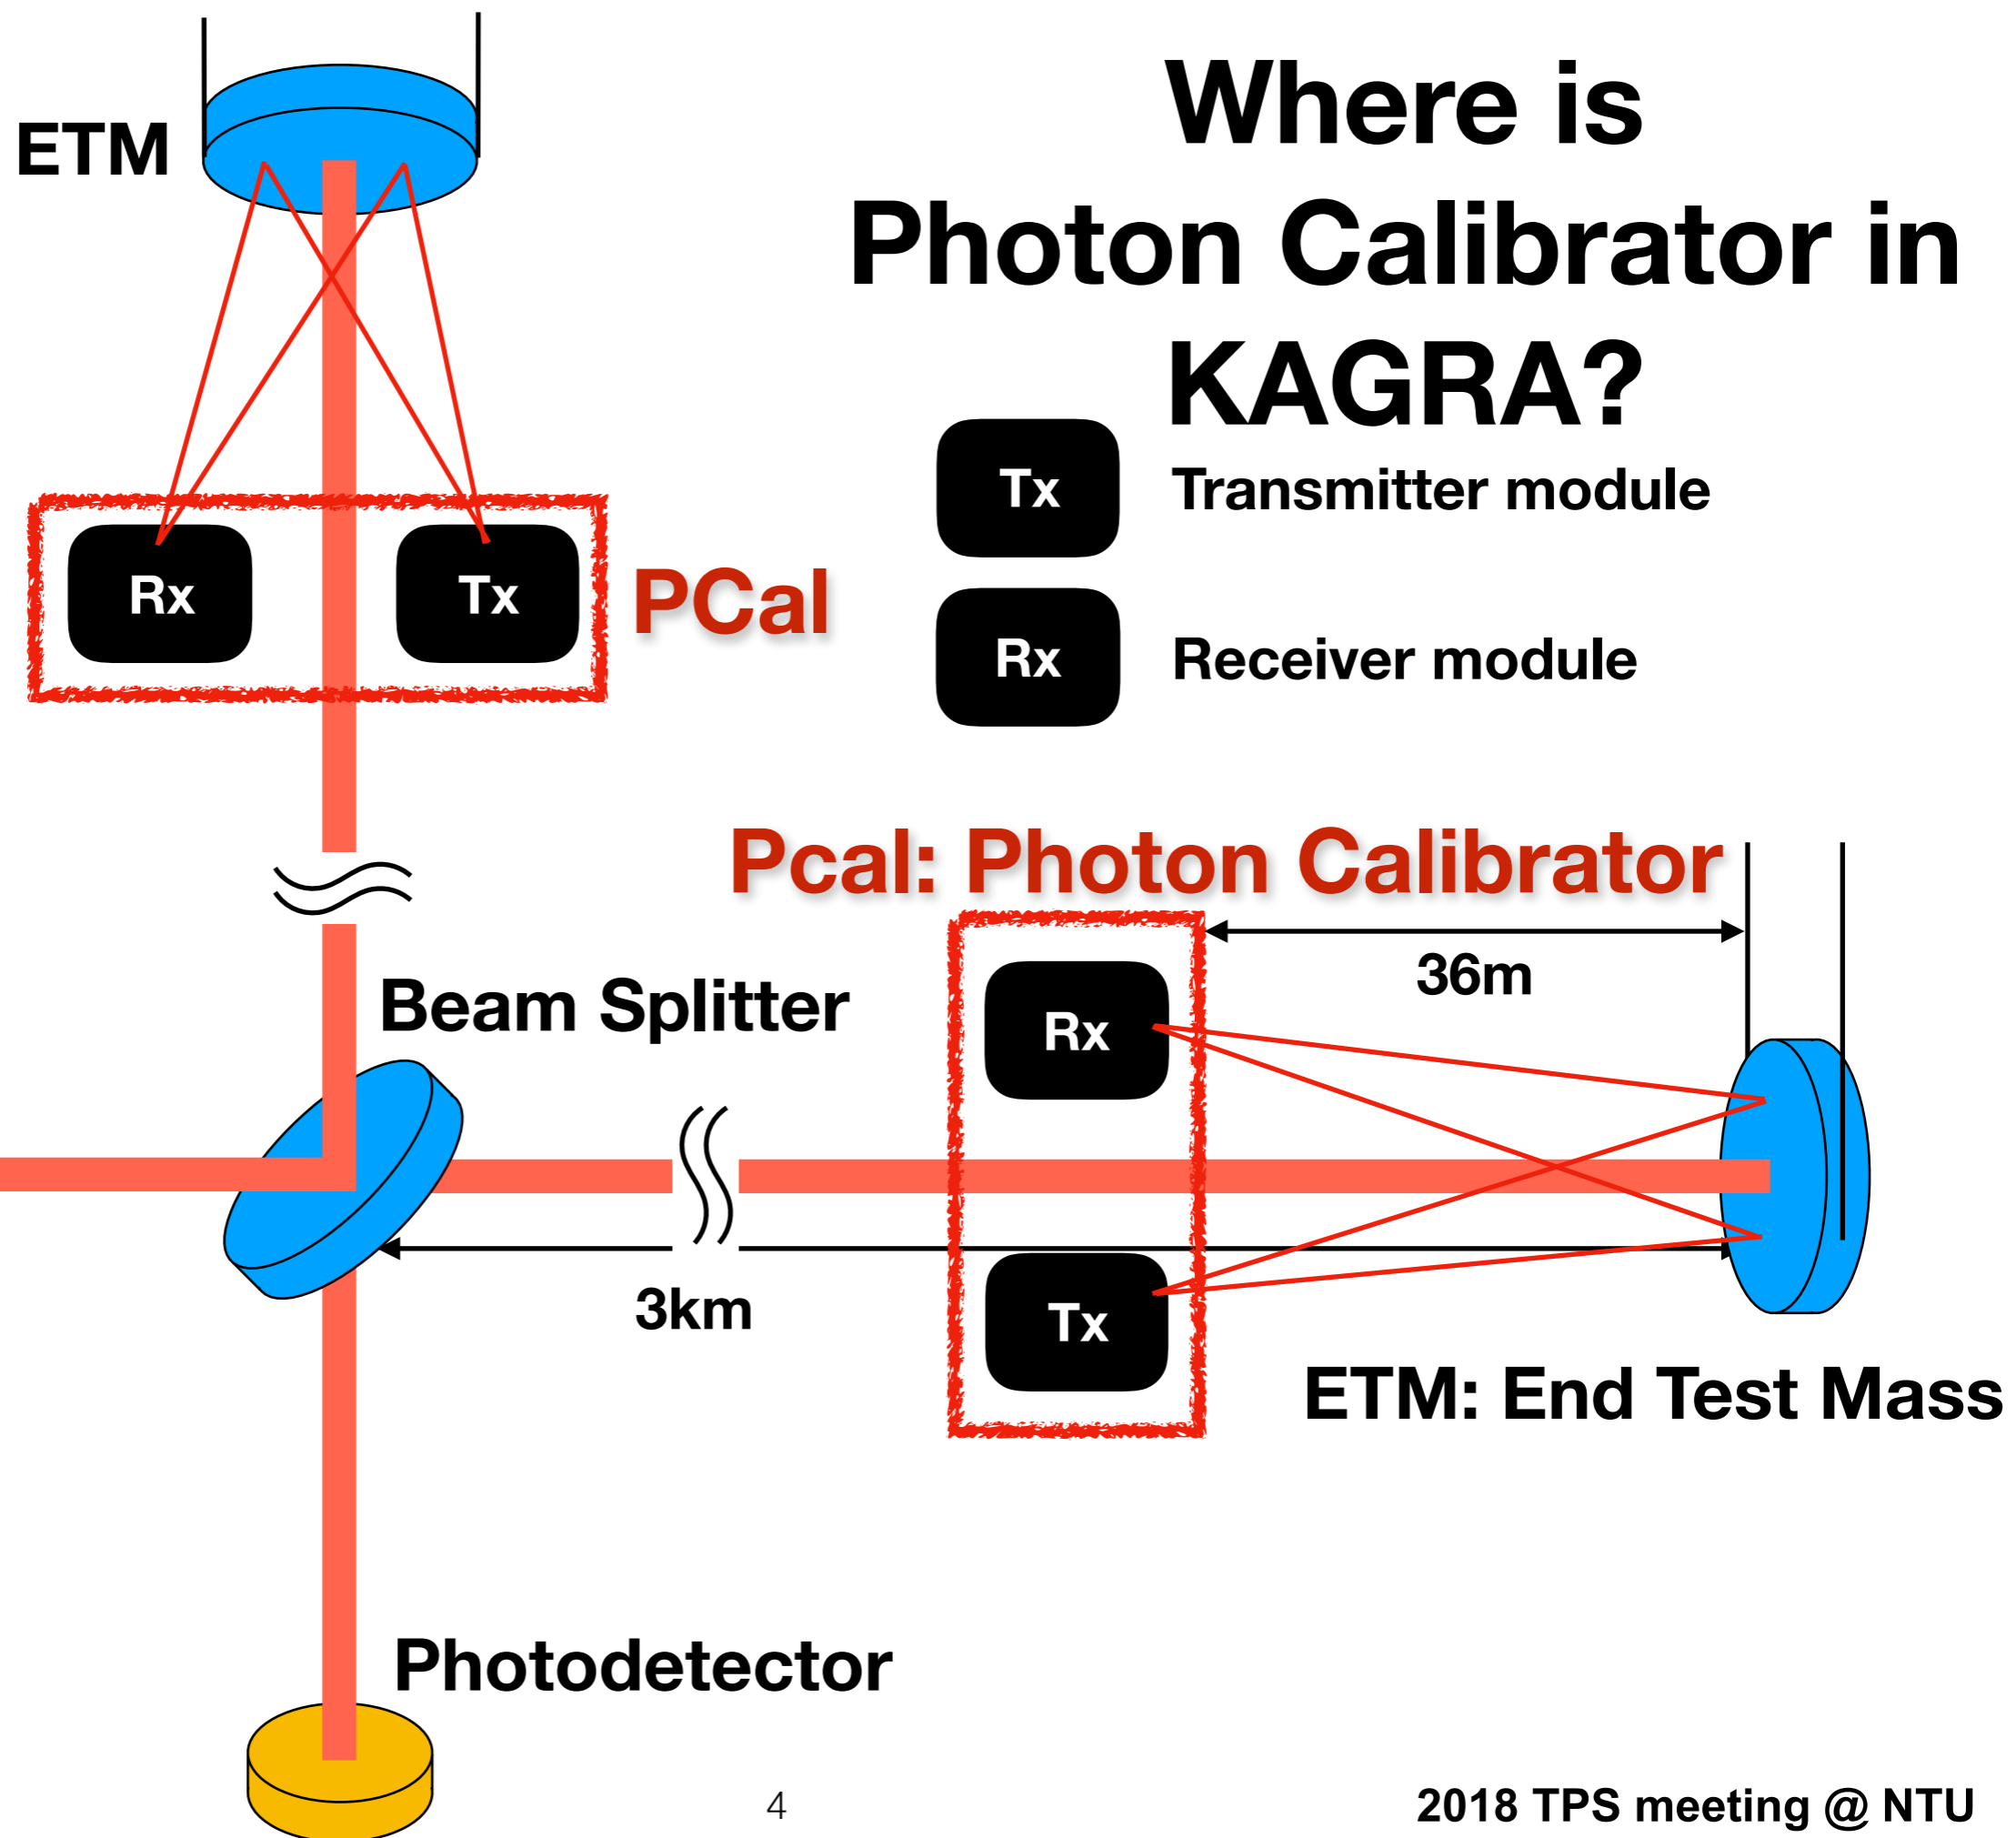 Where is
Photon Calibrator in
KAGRA?
ETM
Tx
Transmitter module
Rx
Tx
PCal
Rx
Receiver module
Pcal: Photon Calibrator
36m
Beam Splitter
Rx
3km
Tx
ETM: End Test Mass
Photodetector
4
2018 TPS meeting @ NTU